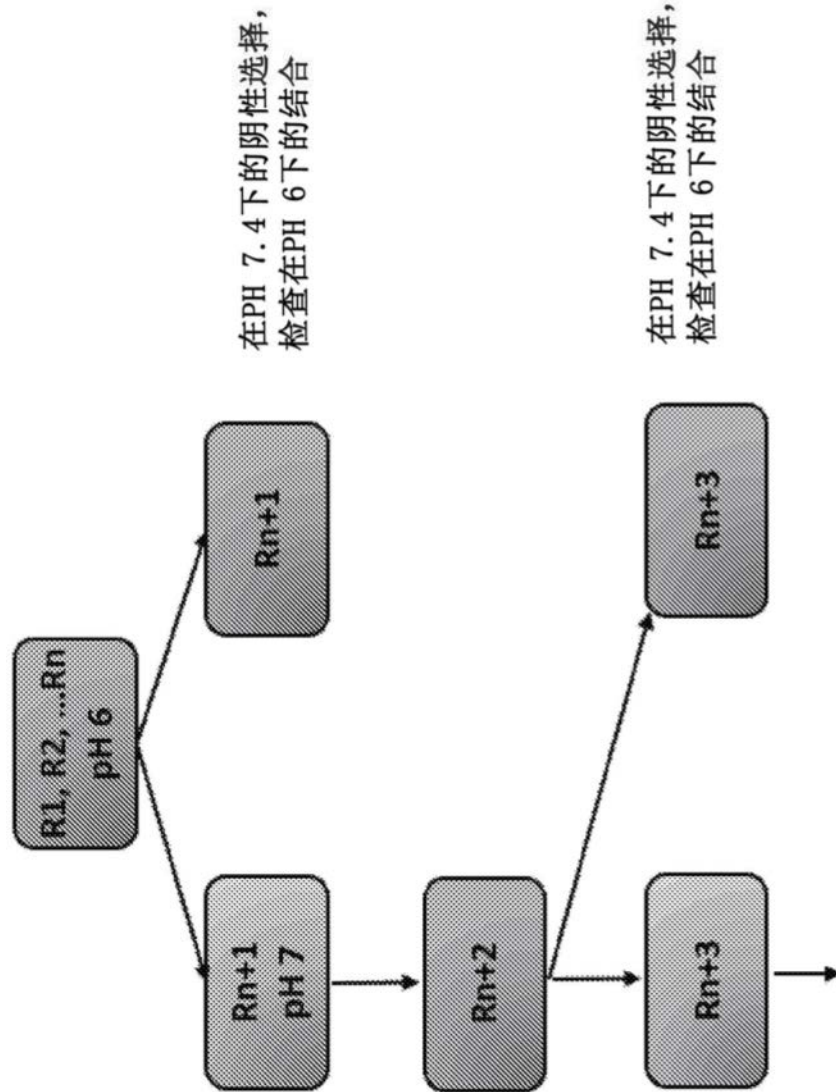 R1, R2, …Rn
pH 6
Rn+1
pH 7
Rn+1
在PH 7.4下的阴性选择，
检查在PH 6下的结合
Rn+2
Rn+3
Rn+3
在PH 7.4下的阴性选择，
检查在PH 6下的结合